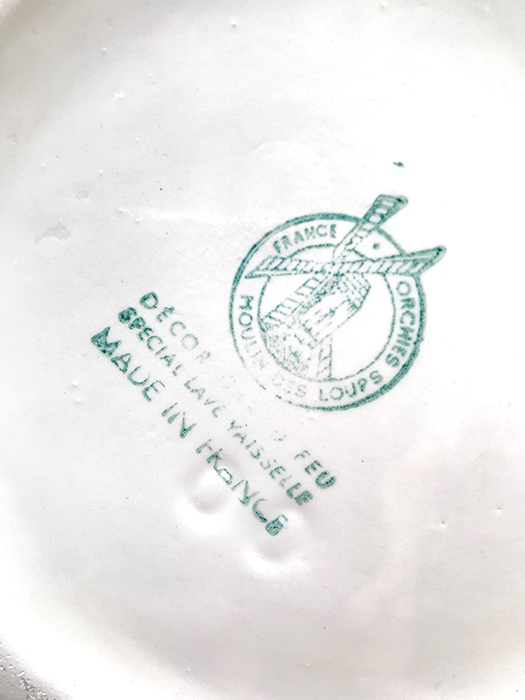 FRANCE
MOULIN DES LOUPS
ORCHIES
DÉCOR FEU
SPECIAL LAVE VAISSELLE
MADE IN FRANCE